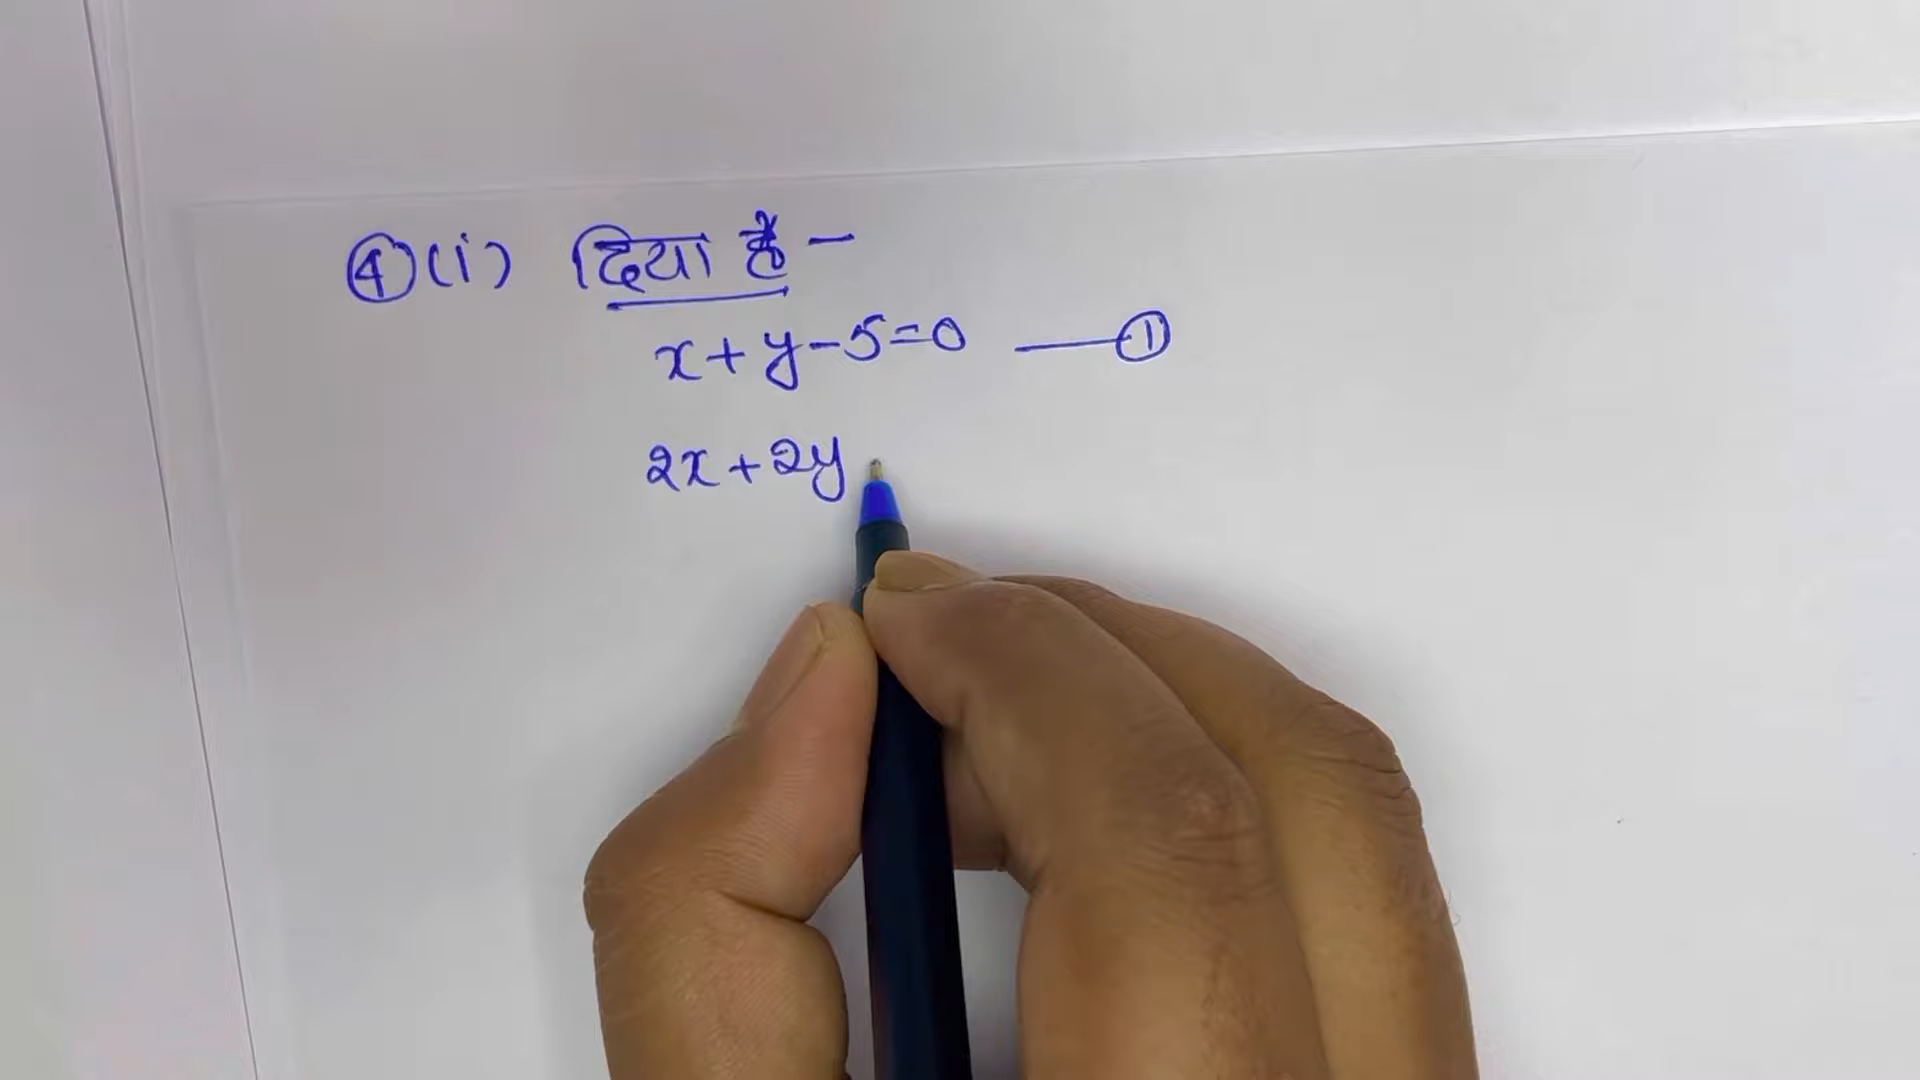 ④(i) दिया है -
x+y-5=0 ——①
2x+2y